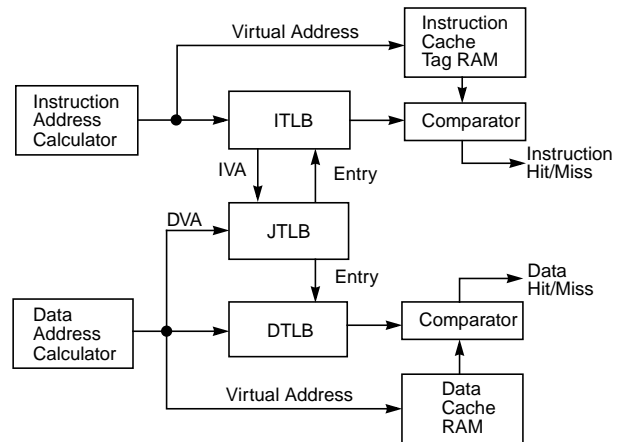 Virtual Address
Instruction
Cache
Tag RAM
Instruction
Address
Calculator
ITLB
Comparator
Instruction
Hit/Miss
IVA
Entry
DVA
JTLB
Entry
Data
Hit/Miss
Data
Address
Calculator
DTLB
Comparator
Virtual Address
Data
Cache
RAM